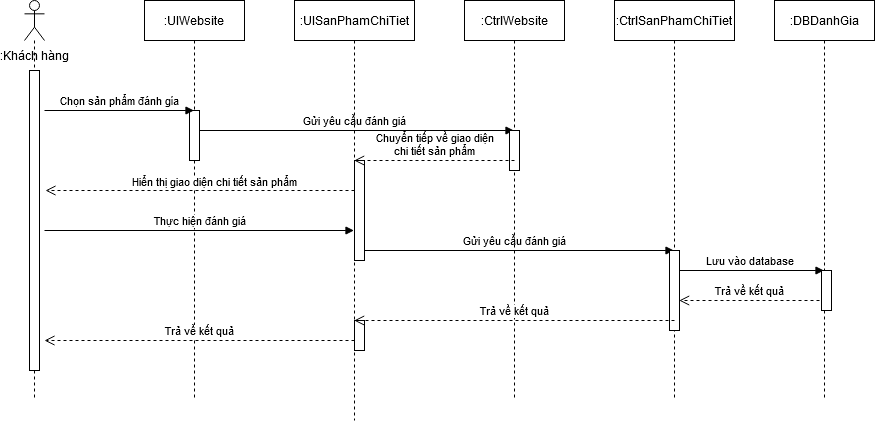 :UIWebsite
:UISanPhamChiTiet
:CtrlWebsite
:CtrlSanPhamChiTiet
:DBDanhGia
:Khách hàng
Chọn sản phẩm đánh gía
Gửi yêu cầu đánh giá
Chuyển tiếp về giao diện
chi tiết sản phẩm
Hiển thị giao diện chi tiết sản phẩm
Thực hiện đánh giá
Gửi yêu cầu đánh giá
Lưu vào database
Trả về kết quả
Trả về kết quả
Trả về kết quả